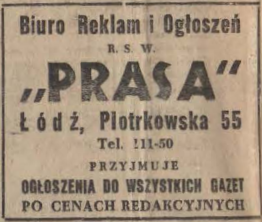 Biuro Reklam i Ogłoszeń
R. S. W.
„PRASA“
Łódź, Piotrkowska 55
Tel. 111-50
PRZYJMUJE
OGŁOSZENIA DO WSZYSTKICH GAZET
PO CENACH REDAKCYJNYCH